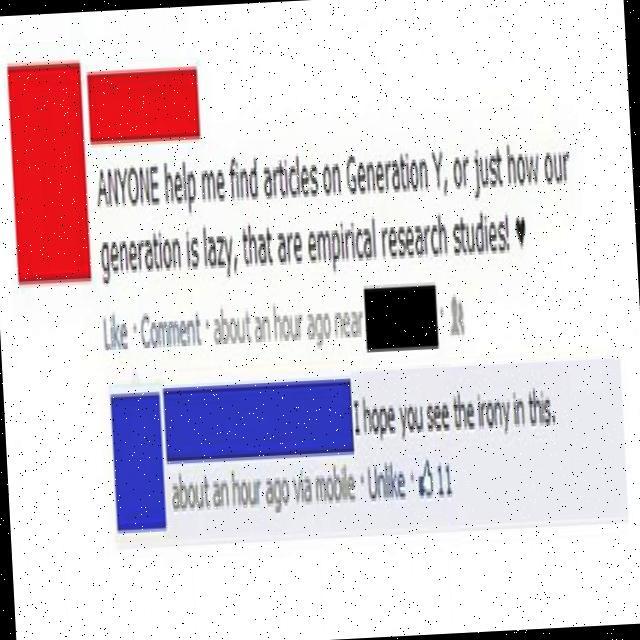 ANYONE help me find articles on Generation Y, or just how our
generation is lazy, that are empirical research studies! ♥
Like · Comment · about an hour ago near ·
I hope you see the irony in this.
about an hour ago via mobile · Unlike · 11